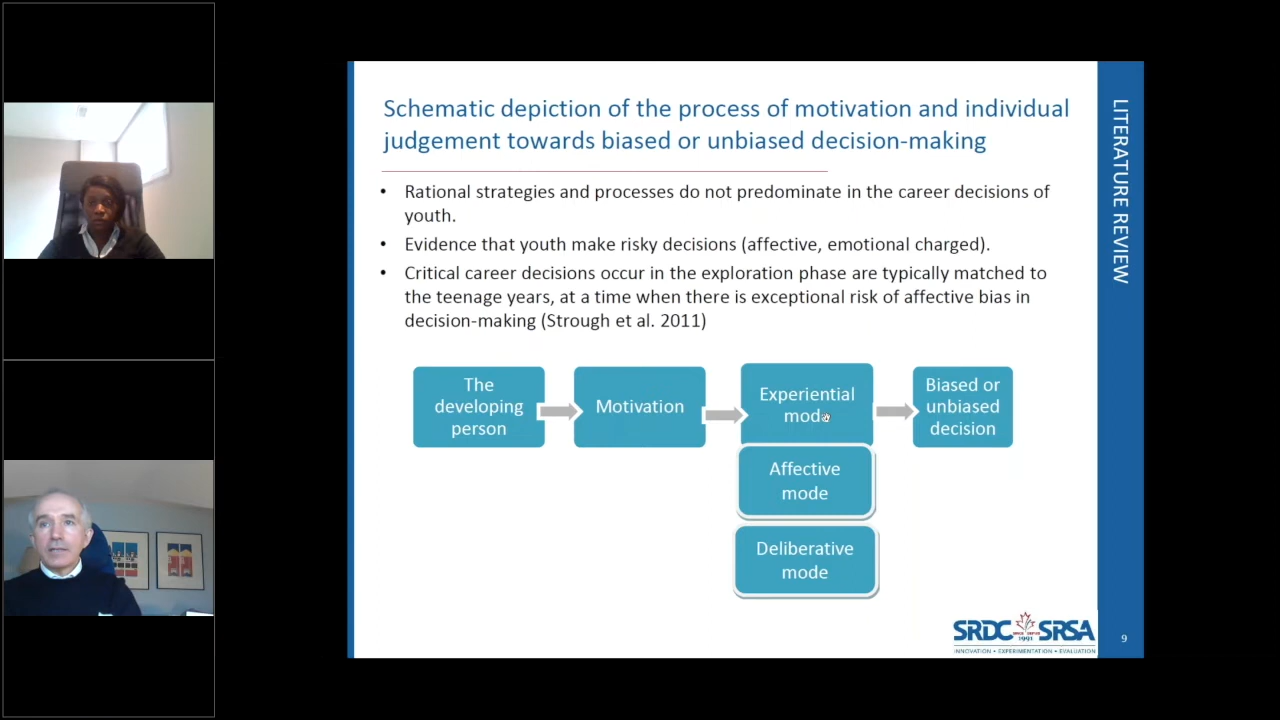 Schematic depiction of the process of motivation and individual
judgement towards biased or unbiased decision-making
• Rational strategies and processes do not predominate in the career decisions of
youth.
• Evidence that youth make risky decisions (affective, emotional charged).
• Critical career decisions occur in the exploration phase are typically matched to
the teenage years, at a time when there is exceptional risk of affective bias in
decision-making (Strough et al. 2011)
The
developing
person
Motivation
Experiential
mode
Affective
mode
Deliberative
mode
Biased or
unbiased
decision
LITERATURE REVIEW
SRDC SRSA
1991
INNOVATION • EXPERIMENTATION • EVALUATION
9